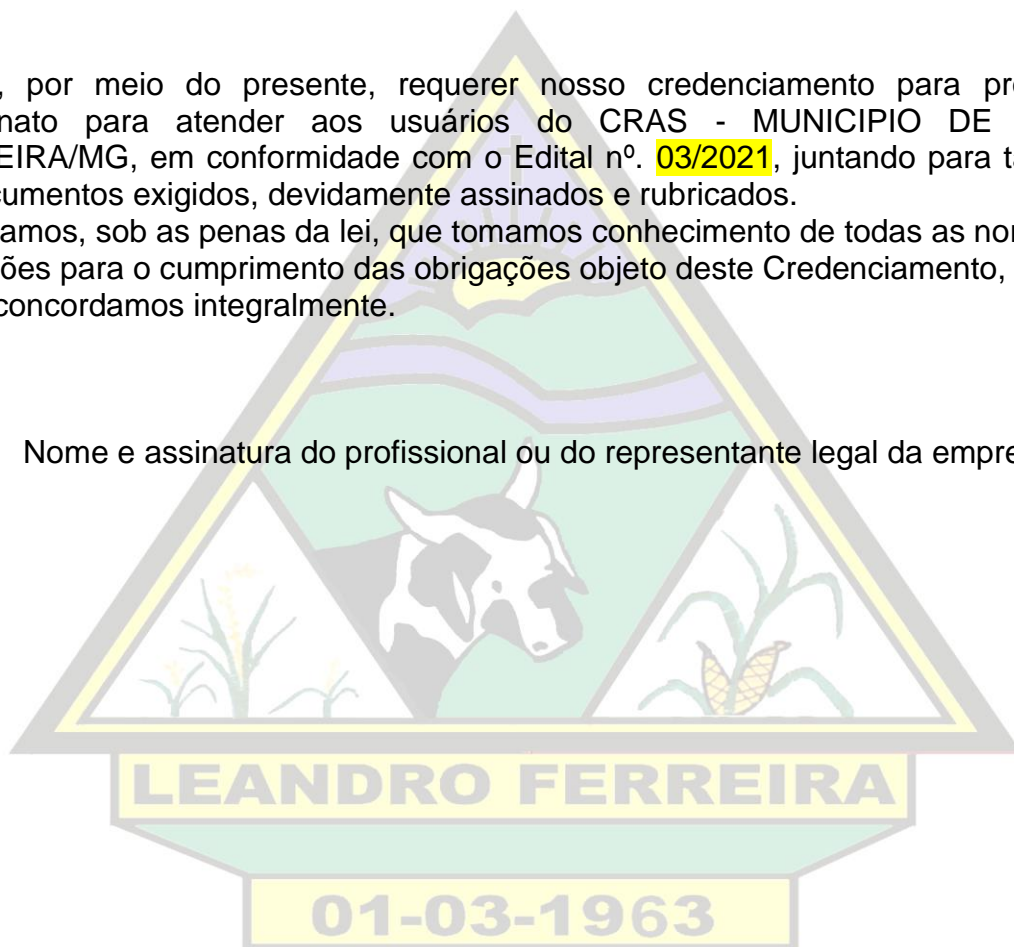 , por meio do presente, requerer nosso credenciamento para
para atender aos usuários do CRAS - MUNICIPIO DE
EIRA/MG, em conformidade com o Edital nº. 03/2021, juntando para
cumentos exigidos, devidamente assinados e rubricados.
amos, sob as penas da lei, que tomamos conhecimento de todas as
ões para o cumprimento das obrigações objeto deste Credenciamento,
concordamos integralmente.
Nome e assinatura do profissional ou do representante legal da empre
LEANDRO FERREIRA
01-03-1963